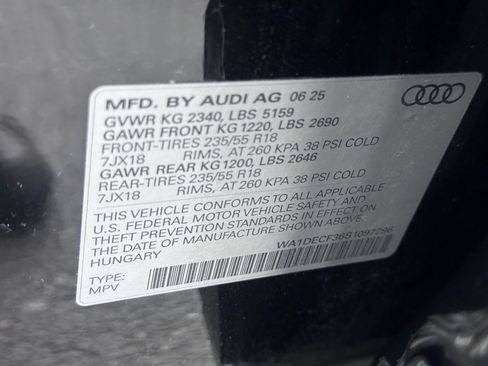 MFD. BY AUDI AG 06 25
GVWR KG 2340, LBS 5159
GAWR FRONT KG 1220, LBS 2690
FRONT-TIRES 235/55 R18
7JX18 RIMS, AT 260 KPA 38 PSI COLD
GAWR REAR KG1200, LBS 2646
REAR-TIRES 235/55 R18
7JX18 RIMS, AT 260 KPA 38 PSI COLD
THIS VEHICLE CONFORMS TO ALL APPLICABLE
U.S. FEDERAL MOTOR VEHICLE SAFETY AND
THEFT PREVENTION STANDARDS IN EFFECT ON
THE DATE OF MANUFACTURE SHOWN ABOVE.
HUNGARY
WA1DECF36S1097296
TYPE:
MPV